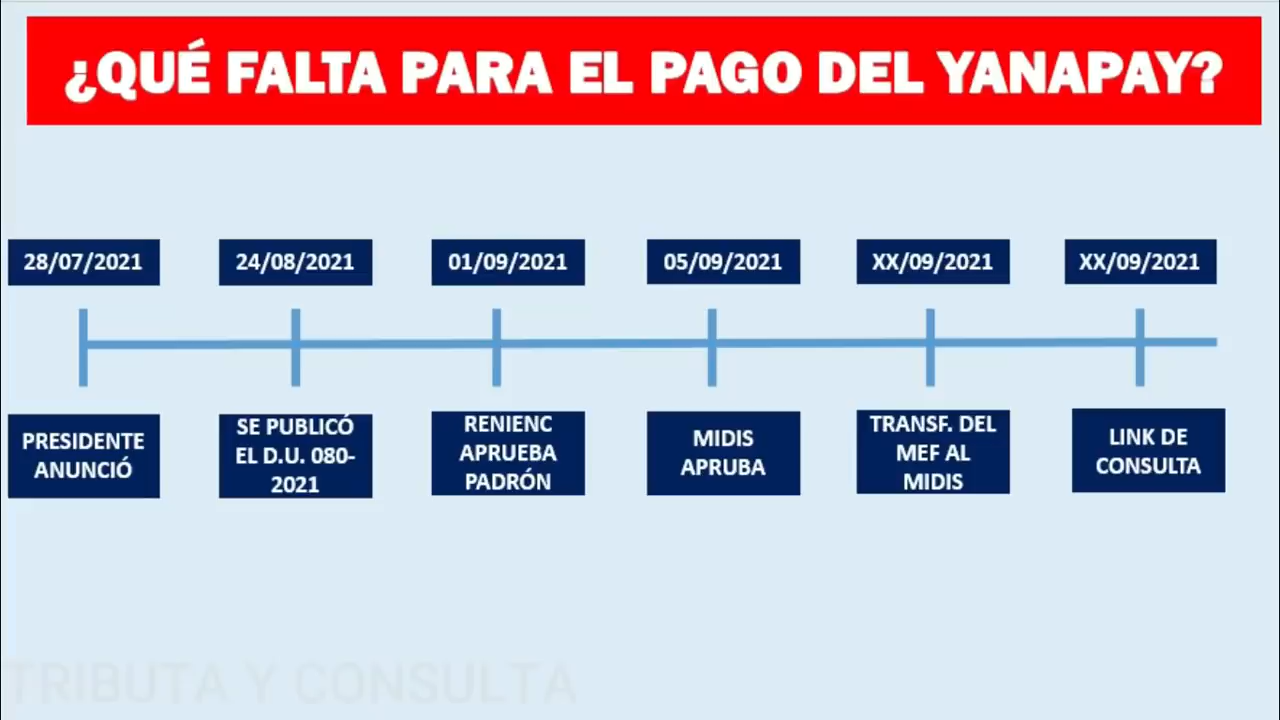 ¿QUÉ FALTA PARA EL PAGO DEL YANAPAY?
28/07/2021
24/08/2021
01/09/2021
05/09/2021
XX/09/2021
XX/09/2021
PRESIDENTE
ANUNCIÓ
SE PUBLICÓ
EL D.U. 080-
2021
RENIENC
APRUEBA
PADRÓN
MIDIS
APRUBA
TRANSF. DEL
MEF AL
MIDIS
LINK DE
CONSULTA
TRIBUTA Y CONSULTA